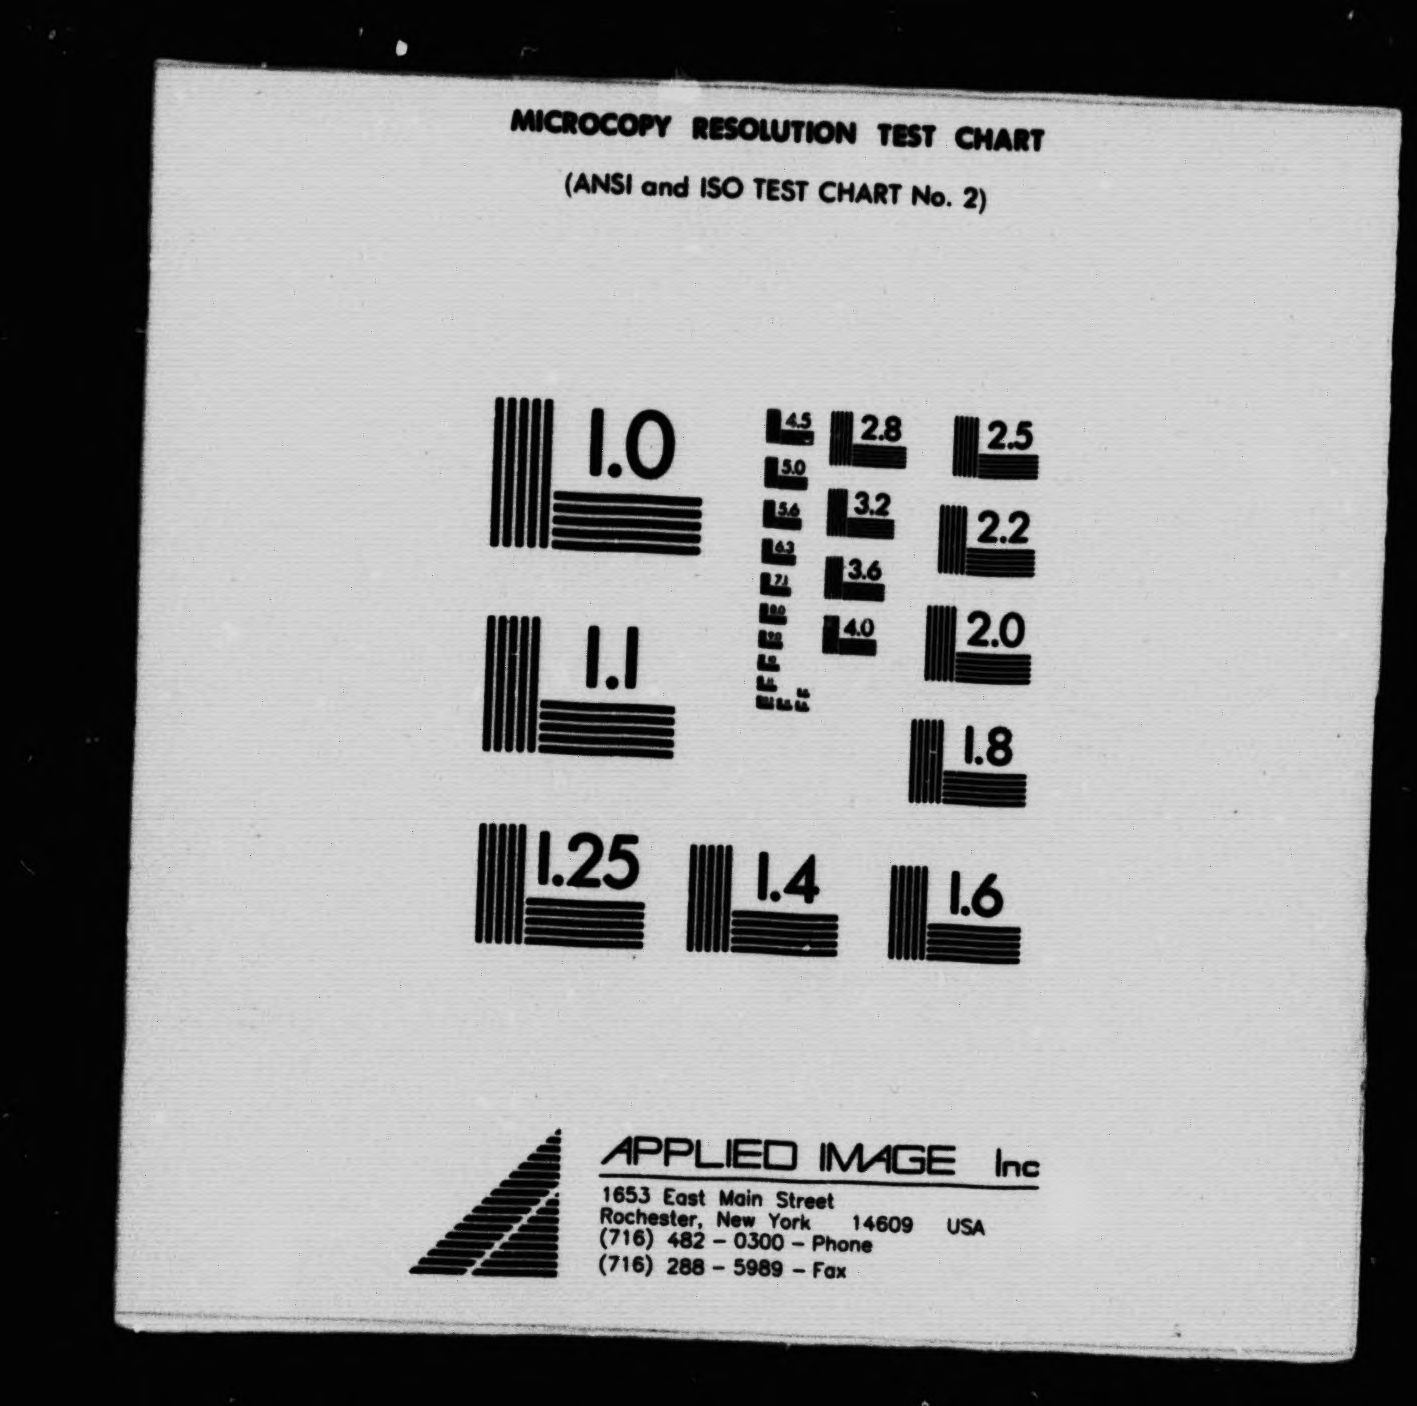 MICROCOPY RESOLUTION TEST CHART
(ANSI and ISO TEST CHART No. 2)
1.0
1.1
1.25
1.4
1.6
1.8
2.0
2.2
2.5
2.8
3.2
3.6
4.0
4.5
5.0
5.6
6.3
7.1
8.0
9.0
APPLIED IMAGE Inc
1653 East Main Street
Rochester, New York 14609 USA
(716) 482 - 0300 - Phone
(716) 288 - 5989 - Fax